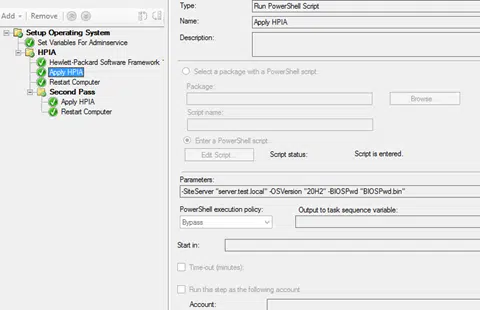 Add
Remove
Setup Operating System
Set Variables For Adminservice
HPIA
Hewlett-Packard Software Framework
Apply HPIA
Restart Computer
Second Pass
Apply HPIA
Restart Computer
Type:
Run PowerShell Script
Name:
Apply HPIA
Description:
Select a package with a PowerShell script
Package:
Browse
Script name:
Enter a PowerShell script
Edit Script...
Script status:
Script is entered.
Parameters:
-SiteServer "server.test.local" -OSVersion "20H2" -BIOSPwd "BIOSPwd.bin"
PowerShell execution policy:
Output to task sequence variable:
Bypass
Start in:
Time-out (minutes):
Run this step as the following account
Account: